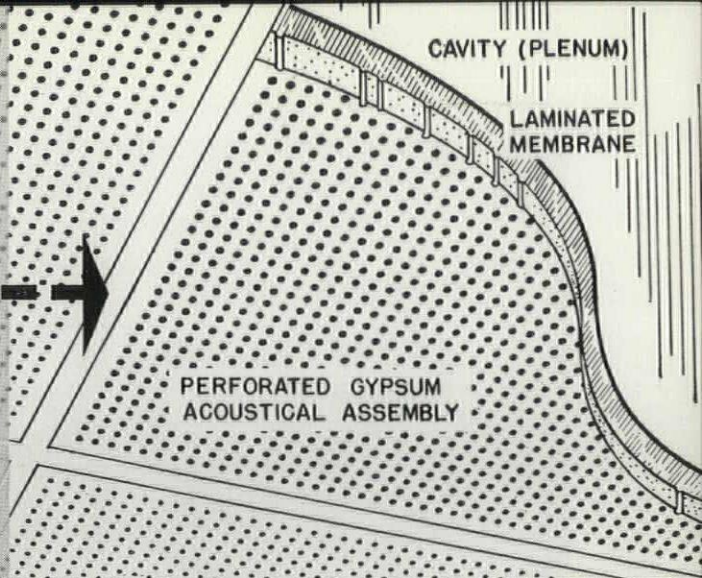 CAVITY (PLENUM)
LAMINATED
MEMBRANE
PERFORATED GYPSUM
ACOUSTICAL ASSEMBLY